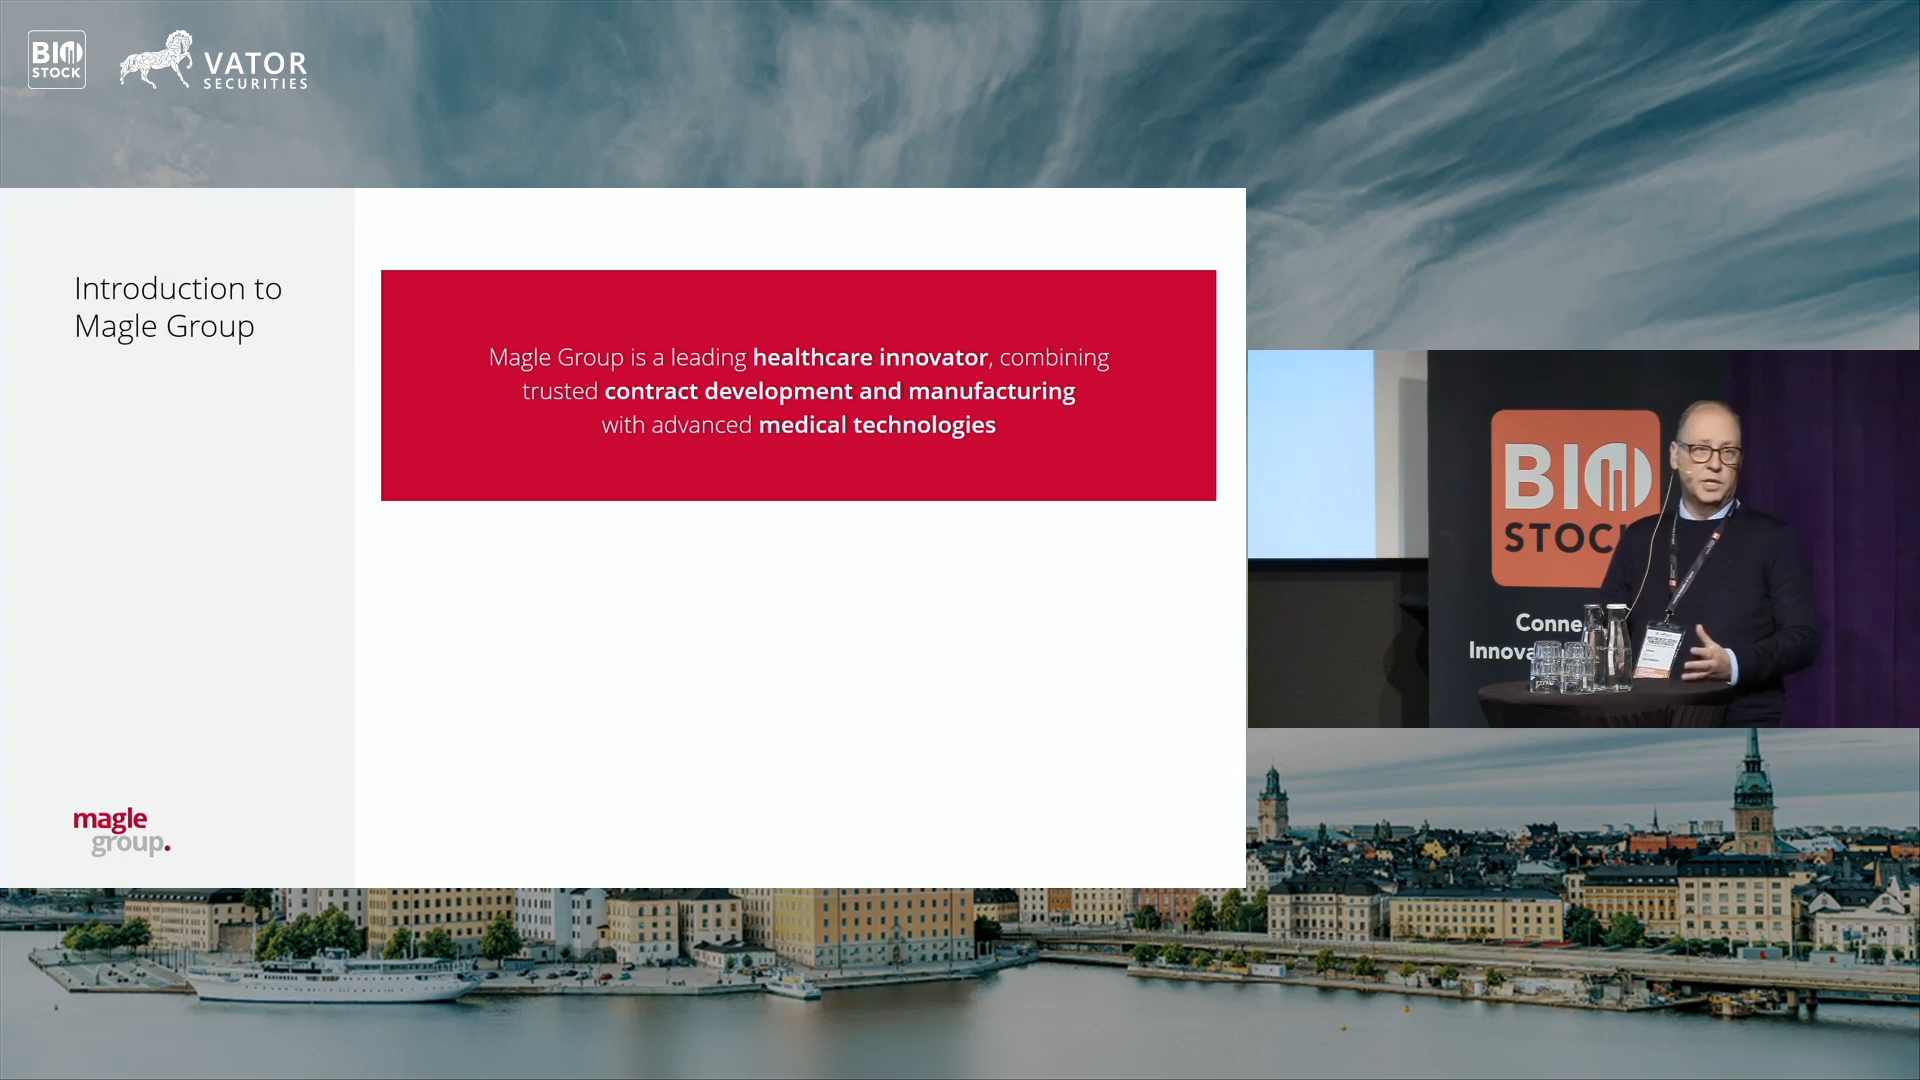 BIO
STOCK
VATOR
SECURITIES
Introduction to
Magle Group
Magle Group is a leading healthcare innovator, combining
trusted contract development and manufacturing
with advanced medical technologies
magle
group.
BIO
STOC
Conne
Innova